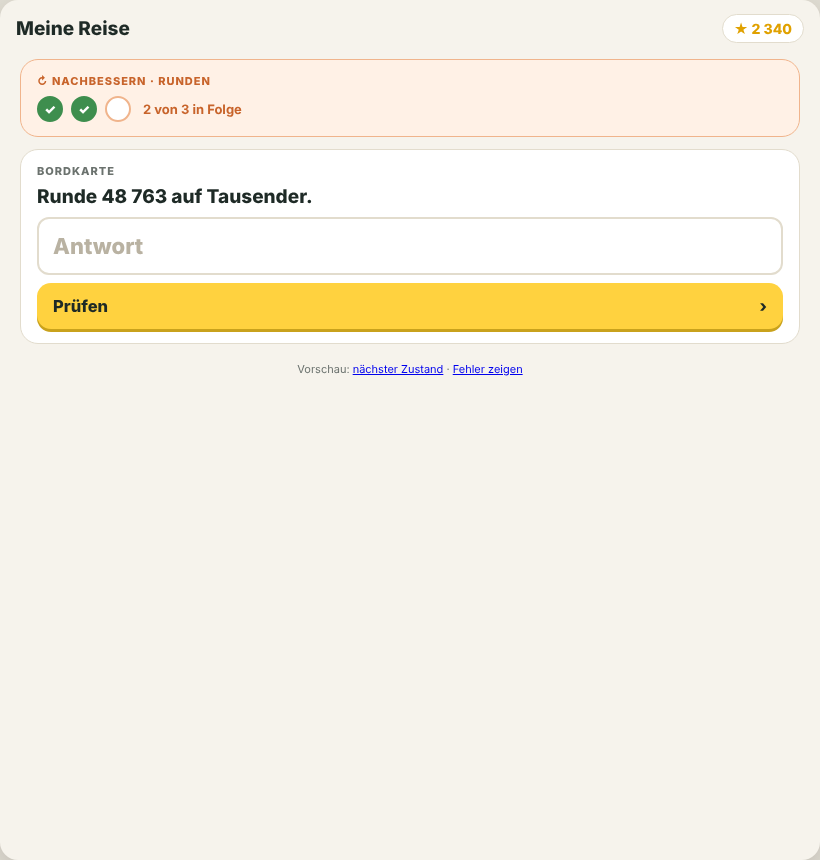 Meine Reise
★ 2 340
↻ NACHBESSERN · RUNDEN
✓ ✓ 2 von 3 in Folge
BORDKARTE
Runde 48 763 auf Tausender.
Antwort
Prüfen ›
Vorschau: nächster Zustand · Fehler zeigen